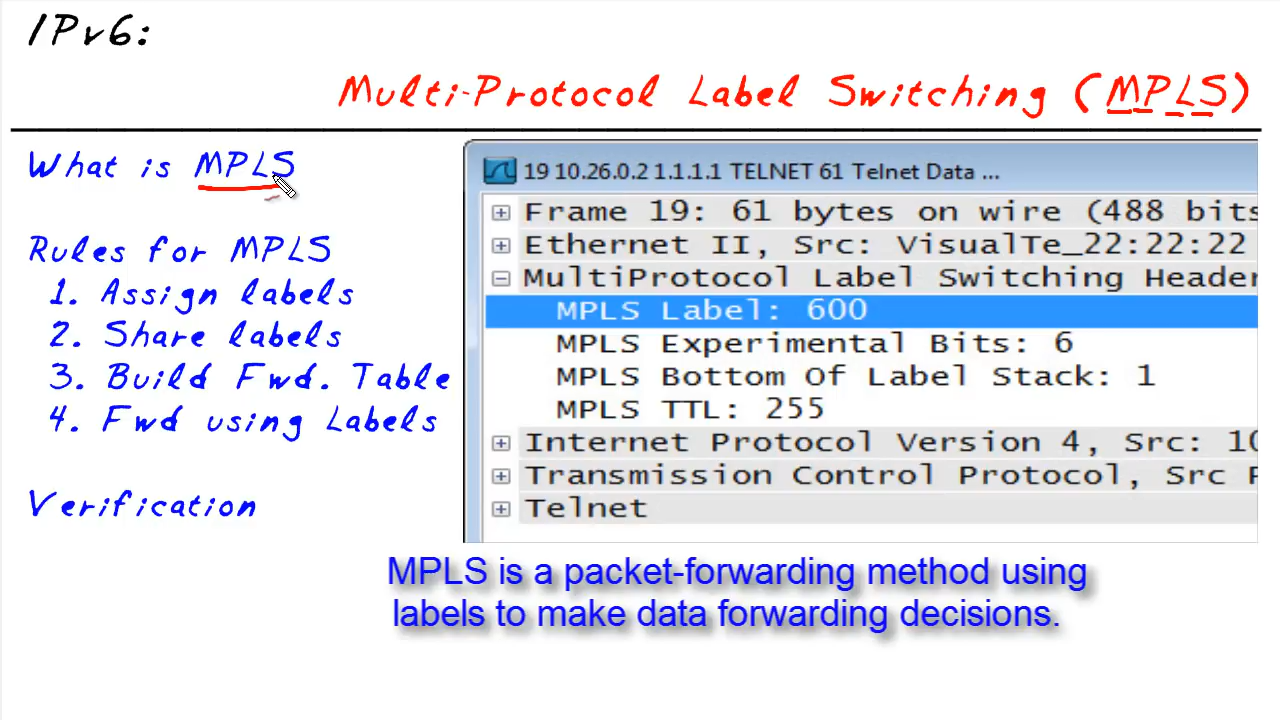 IPv6:
Multi-Protocol Label Switching (MPLS)
What is MPLS
Rules for MPLS
1. Assign labels
2. Share labels
3. Build Fwd. Table
4. Fwd using Labels
Verification
19 10.26.0.2 1.1.1.1 TELNET 61 Telnet Data ...
Frame 19: 61 bytes on wire (488 bits
Ethernet II, Src: VisualTe_22:22:22
MultiProtocol Label Switching Header
MPLS Label: 600
MPLS Experimental Bits: 6
MPLS Bottom Of Label Stack: 1
MPLS TTL: 255
Internet Protocol Version 4, Src: 10
Transmission Control Protocol, Src P
Telnet
MPLS is a packet-forwarding method using
labels to make data forwarding decisions.